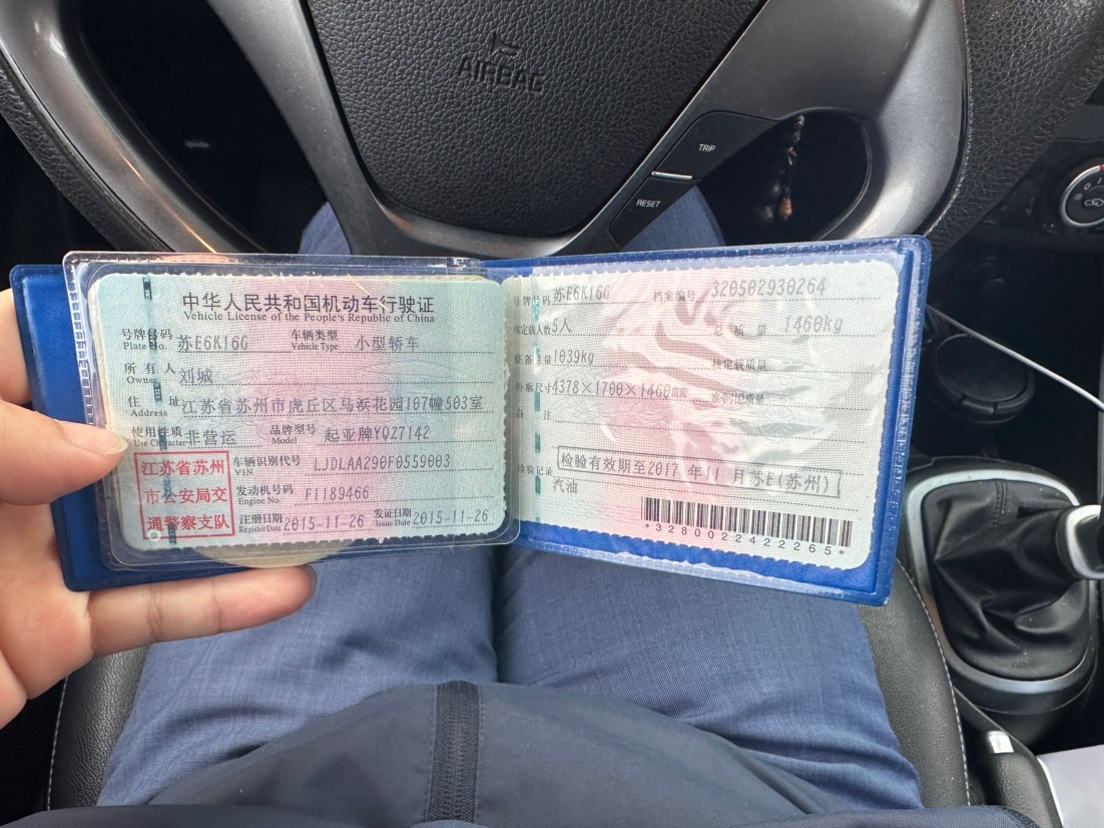 AIRBAG
TRIP
RESET
0 1
中华人民共和国机动车行驶证
Vehicle License of the People's Republic of China
号牌号码 苏E6K16G 车辆类型 小型轿车
Plate No. Vehicle Type
所有人 刘城
Owner
住址 江苏省苏州市虎丘区马浜花园107幢503室
Address
使用性质 非营运 品牌型号 起亚牌YQZ7142
Use Character Model
江苏省苏州
市公安局交
通警察支队
车辆识别代号 LJDLAA290F0559003
VIN
发动机号码 F1189466
Engine No.
注册日期 2015-11-26 发证日期 2015-11-26
Register Date Issue Date
号牌号码 苏E6K16G 档案编号 320502930264
核定载人数 5人 总质量 1460kg
整备质量 1039kg 核定载质量
外廓尺寸 4378×1700×1460mm 准牵引总质量
备注
检验记录 检验有效期至2017年11月苏E(苏州)
汽油
*3280022422265*